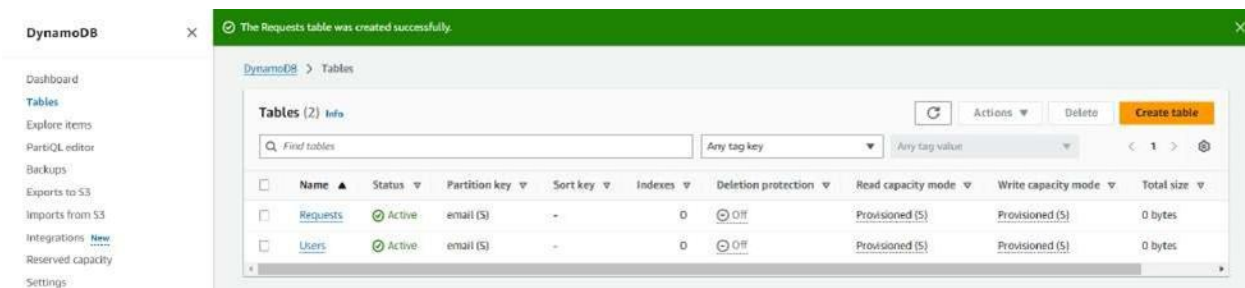 DynamoDB
Dashboard
Tables
Explore items
PartiQL editor
Backups
Exports to S3
Imports from S3
Integrations New
Reserved capacity
Settings
The Requests table was created successfully.
DynamoDB > Tables
Tables (2) Info
Actions
Delete
Create table
Find tables
Any tag key
Any tag value
< 1 >
Name Status Partition key Sort key Indexes Deletion protection Read capacity mode Write capacity mode Total size
Requests Active email (S) - 0 Off Provisioned (5) Provisioned (5) 0 bytes
Users Active email (S) - 0 Off Provisioned (5) Provisioned (5) 0 bytes